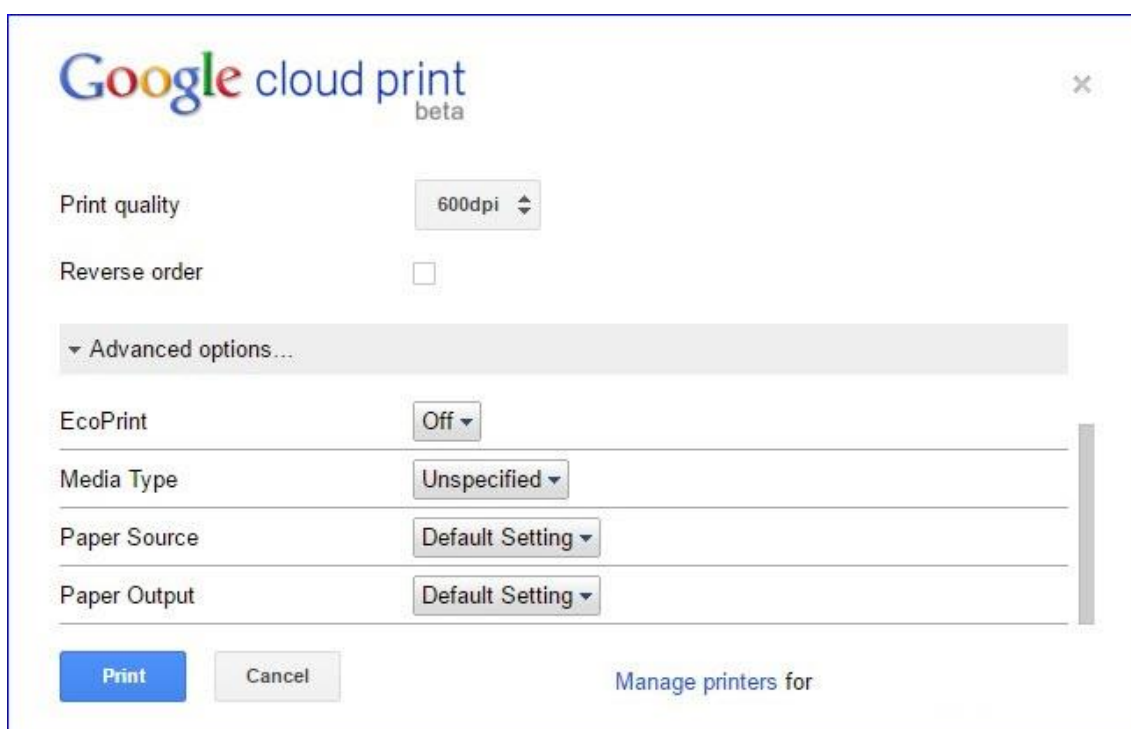 Google cloud print
beta
Print quality 600dpi
Reverse order
Advanced options...
EcoPrint Off
Media Type Unspecified
Paper Source Default Setting
Paper Output Default Setting
Print Cancel Manage printers for